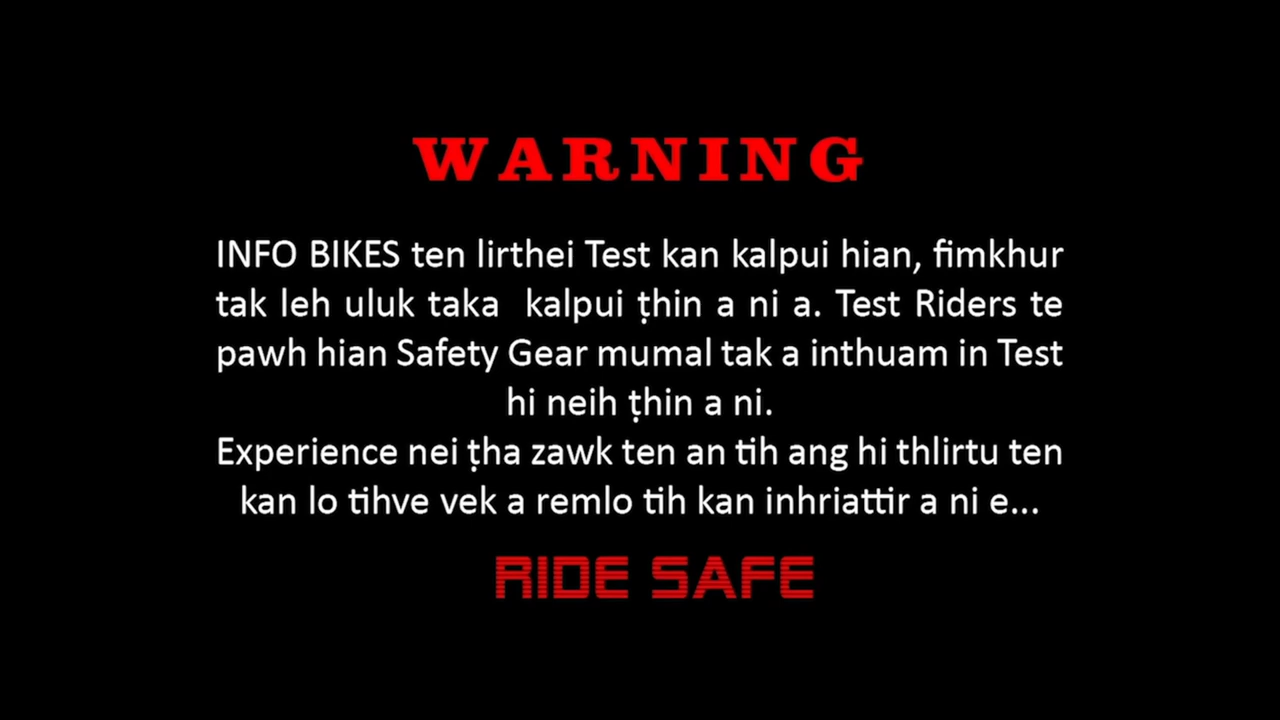 WARNING
INFO BIKES ten lirthei Test kan kalpui hian, fimkhur
tak leh uluk taka  kalpui ṭhin a ni a. Test Riders te
pawh hian Safety Gear mumal tak a inthuam in Test
hi neih ṭhin a ni.
Experience nei ṭha zawk ten an tih ang hi thlirtu ten
kan lo tihve vek a remlo tih kan inhriattir a ni e...
RIDE SAFE